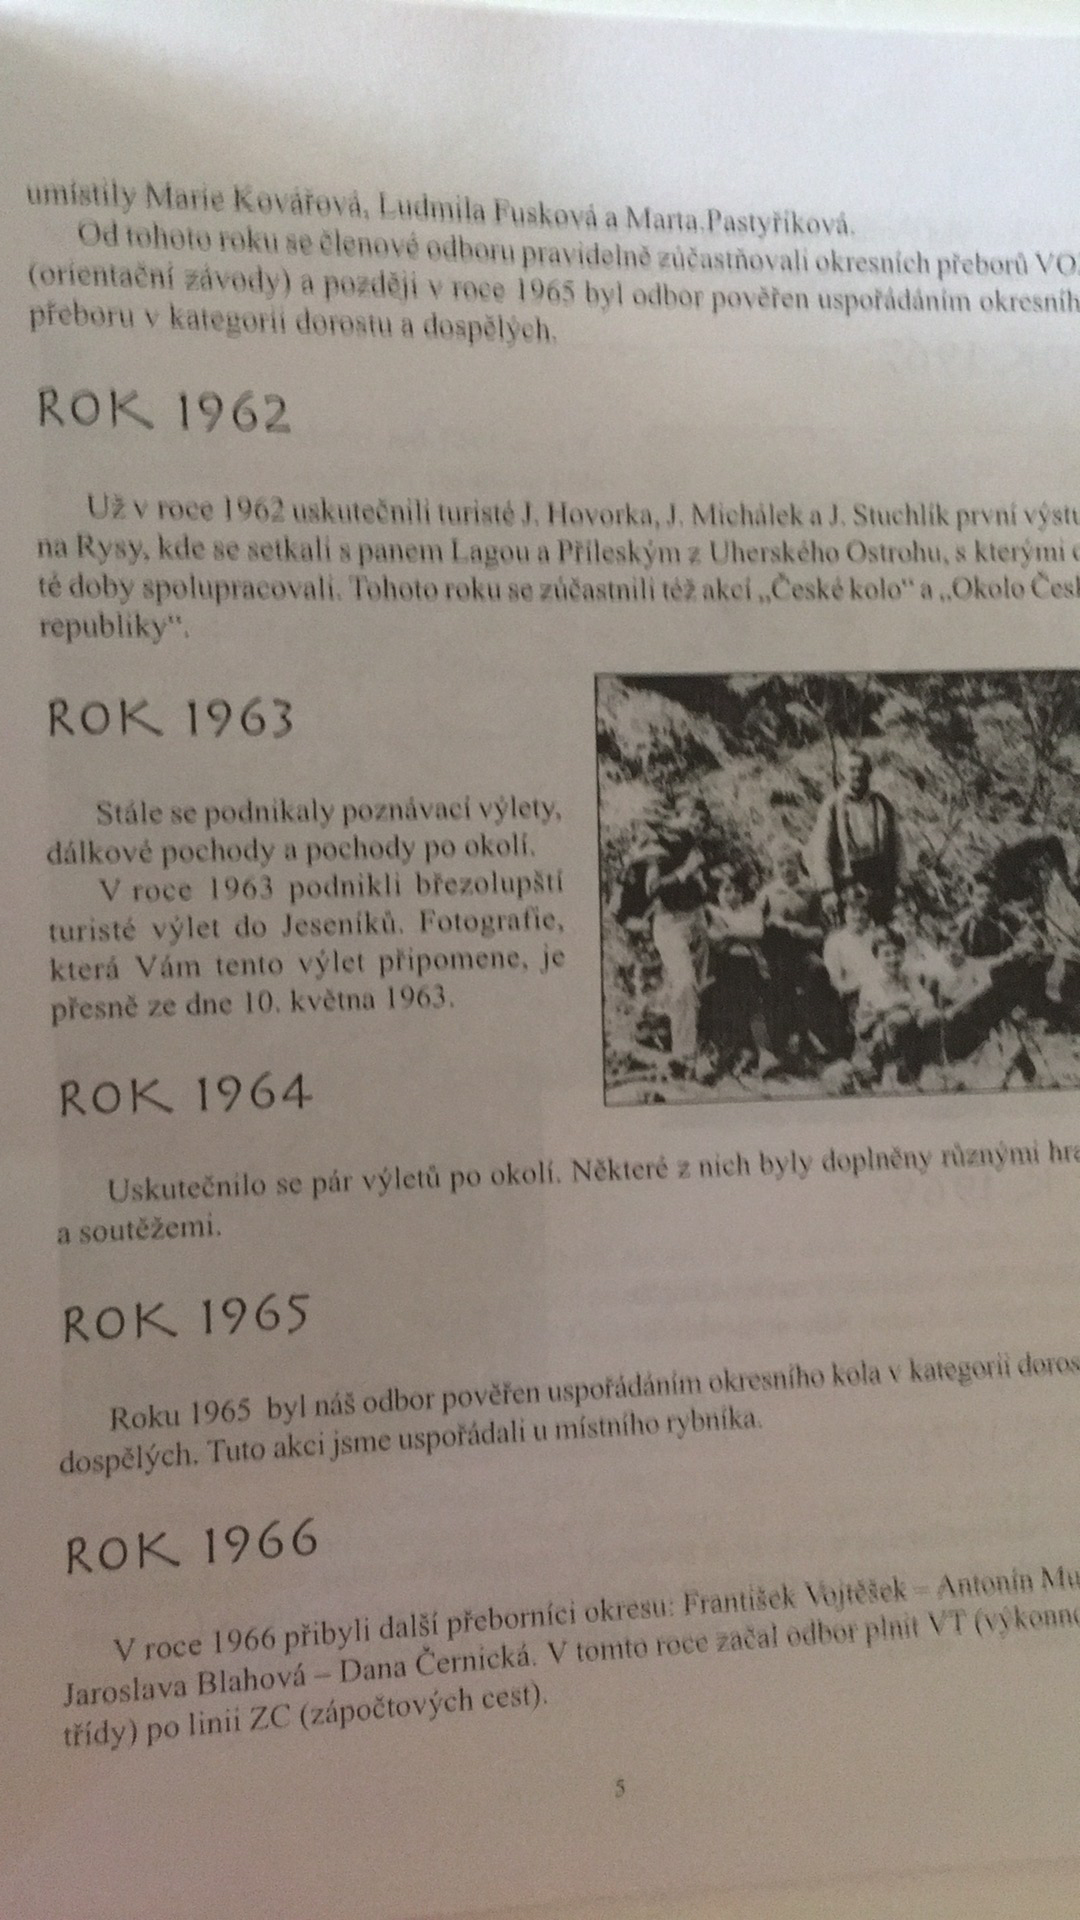 umístily Marie Kovářová, Ludmila Fusková a Marta Pastyříková.
Od tohoto roku se členové odboru pravidelně zúčastňovali okresních přeborů
(orientační závody) a později v roce 1965 byl odbor pověřen uspořádáním okresníh
přeboru v kategorii dorostu a dospělých.
ROK 1962
Už v roce 1962 uskutečnili turisté J. Hovorka, J. Michálek a J. Stuchlík první výstu
na Rysy, kde se setkali s panem Lagou a Příleským z Uherského Ostrohu, s kterými
té doby spolupracovali. Tohoto roku se zúčastnili též akcí „České kolo“ a „Okolo Česk
republiky“.
ROK 1963
Stále se podnikaly poznávací výlety,
dálkové pochody a pochody po okolí.
V roce 1963 podnikli březolupští
turisté výlet do Jeseníků. Fotografie,
která Vám tento výlet připomene, je
přesně ze dne 10. května 1963.
ROK 1964
Uskutečnilo se pár výletů po okolí. Některé z nich byly doplněny různými hra
a soutěžemi.
ROK 1965
Roku 1965 byl náš odbor pověřen uspořádáním okresního kola v kategorii doros
dospělých. Tuto akci jsme uspořádali u místního rybníka.
ROK 1966
V roce 1966 přibyli další přeborníci okresu: František Vojtěšek – Antonín Mu
Jaroslava Blahová – Dana Černická. V tomto roce začal odbor plnit VT (výkonno
třídy) po linii ZC (zápočtových cest).
5